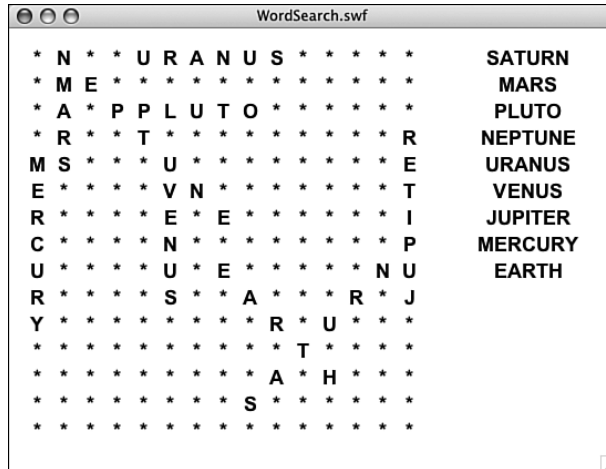 WordSearch.swf
* N * * U R A N U S * * * * * SATURN
* M E * * * * * * * * * * * * MARS
* A * P P L U T O * * * * * * PLUTO
* R * * T * * * * * * * * * R NEPTUNE
M S * * * U * * * * * * * * E URANUS
E * * * * V N * * * * * * * T VENUS
R * * * * E * E * * * * * * I JUPITER
C * * * * N * * * * * * * * P MERCURY
U * * * * U * E * * * * * N U EARTH
R * * * * S * * A * * * R * J
Y * * * * * * * * R * U * * *
* * * * * * * * * * T * * * *
* * * * * * * * * A * H * * *
* * * * * * * * S * * * * * *
* * * * * * * * * * * * * * *